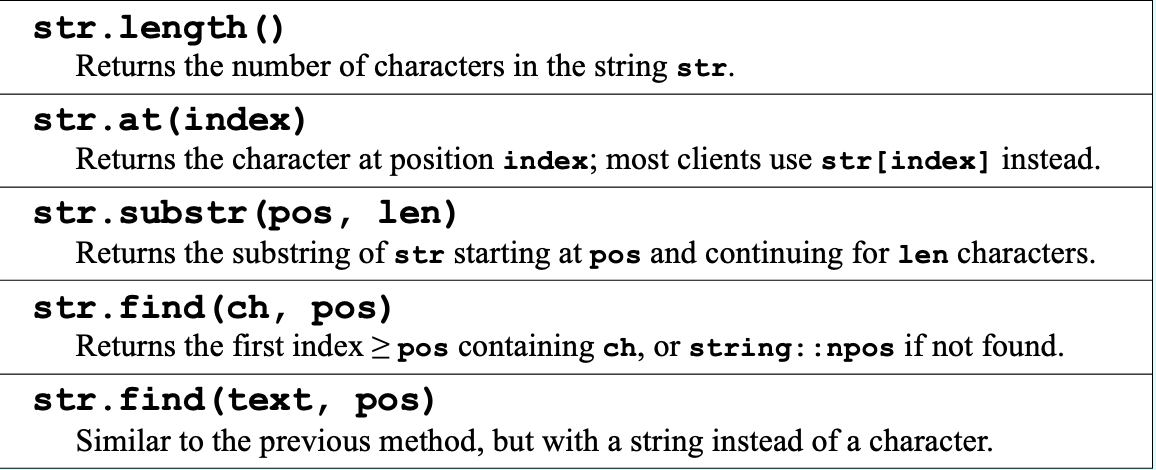 str.length()
Returns the number of characters in the string str.
str.at(index)
Returns the character at position index; most clients use str[index] instead.
str.substr(pos, len)
Returns the substring of str starting at pos and continuing for len characters.
str.find(ch, pos)
Returns the first index ≥ pos containing ch, or string::npos if not found.
str.find(text, pos)
Similar to the previous method, but with a string instead of a character.